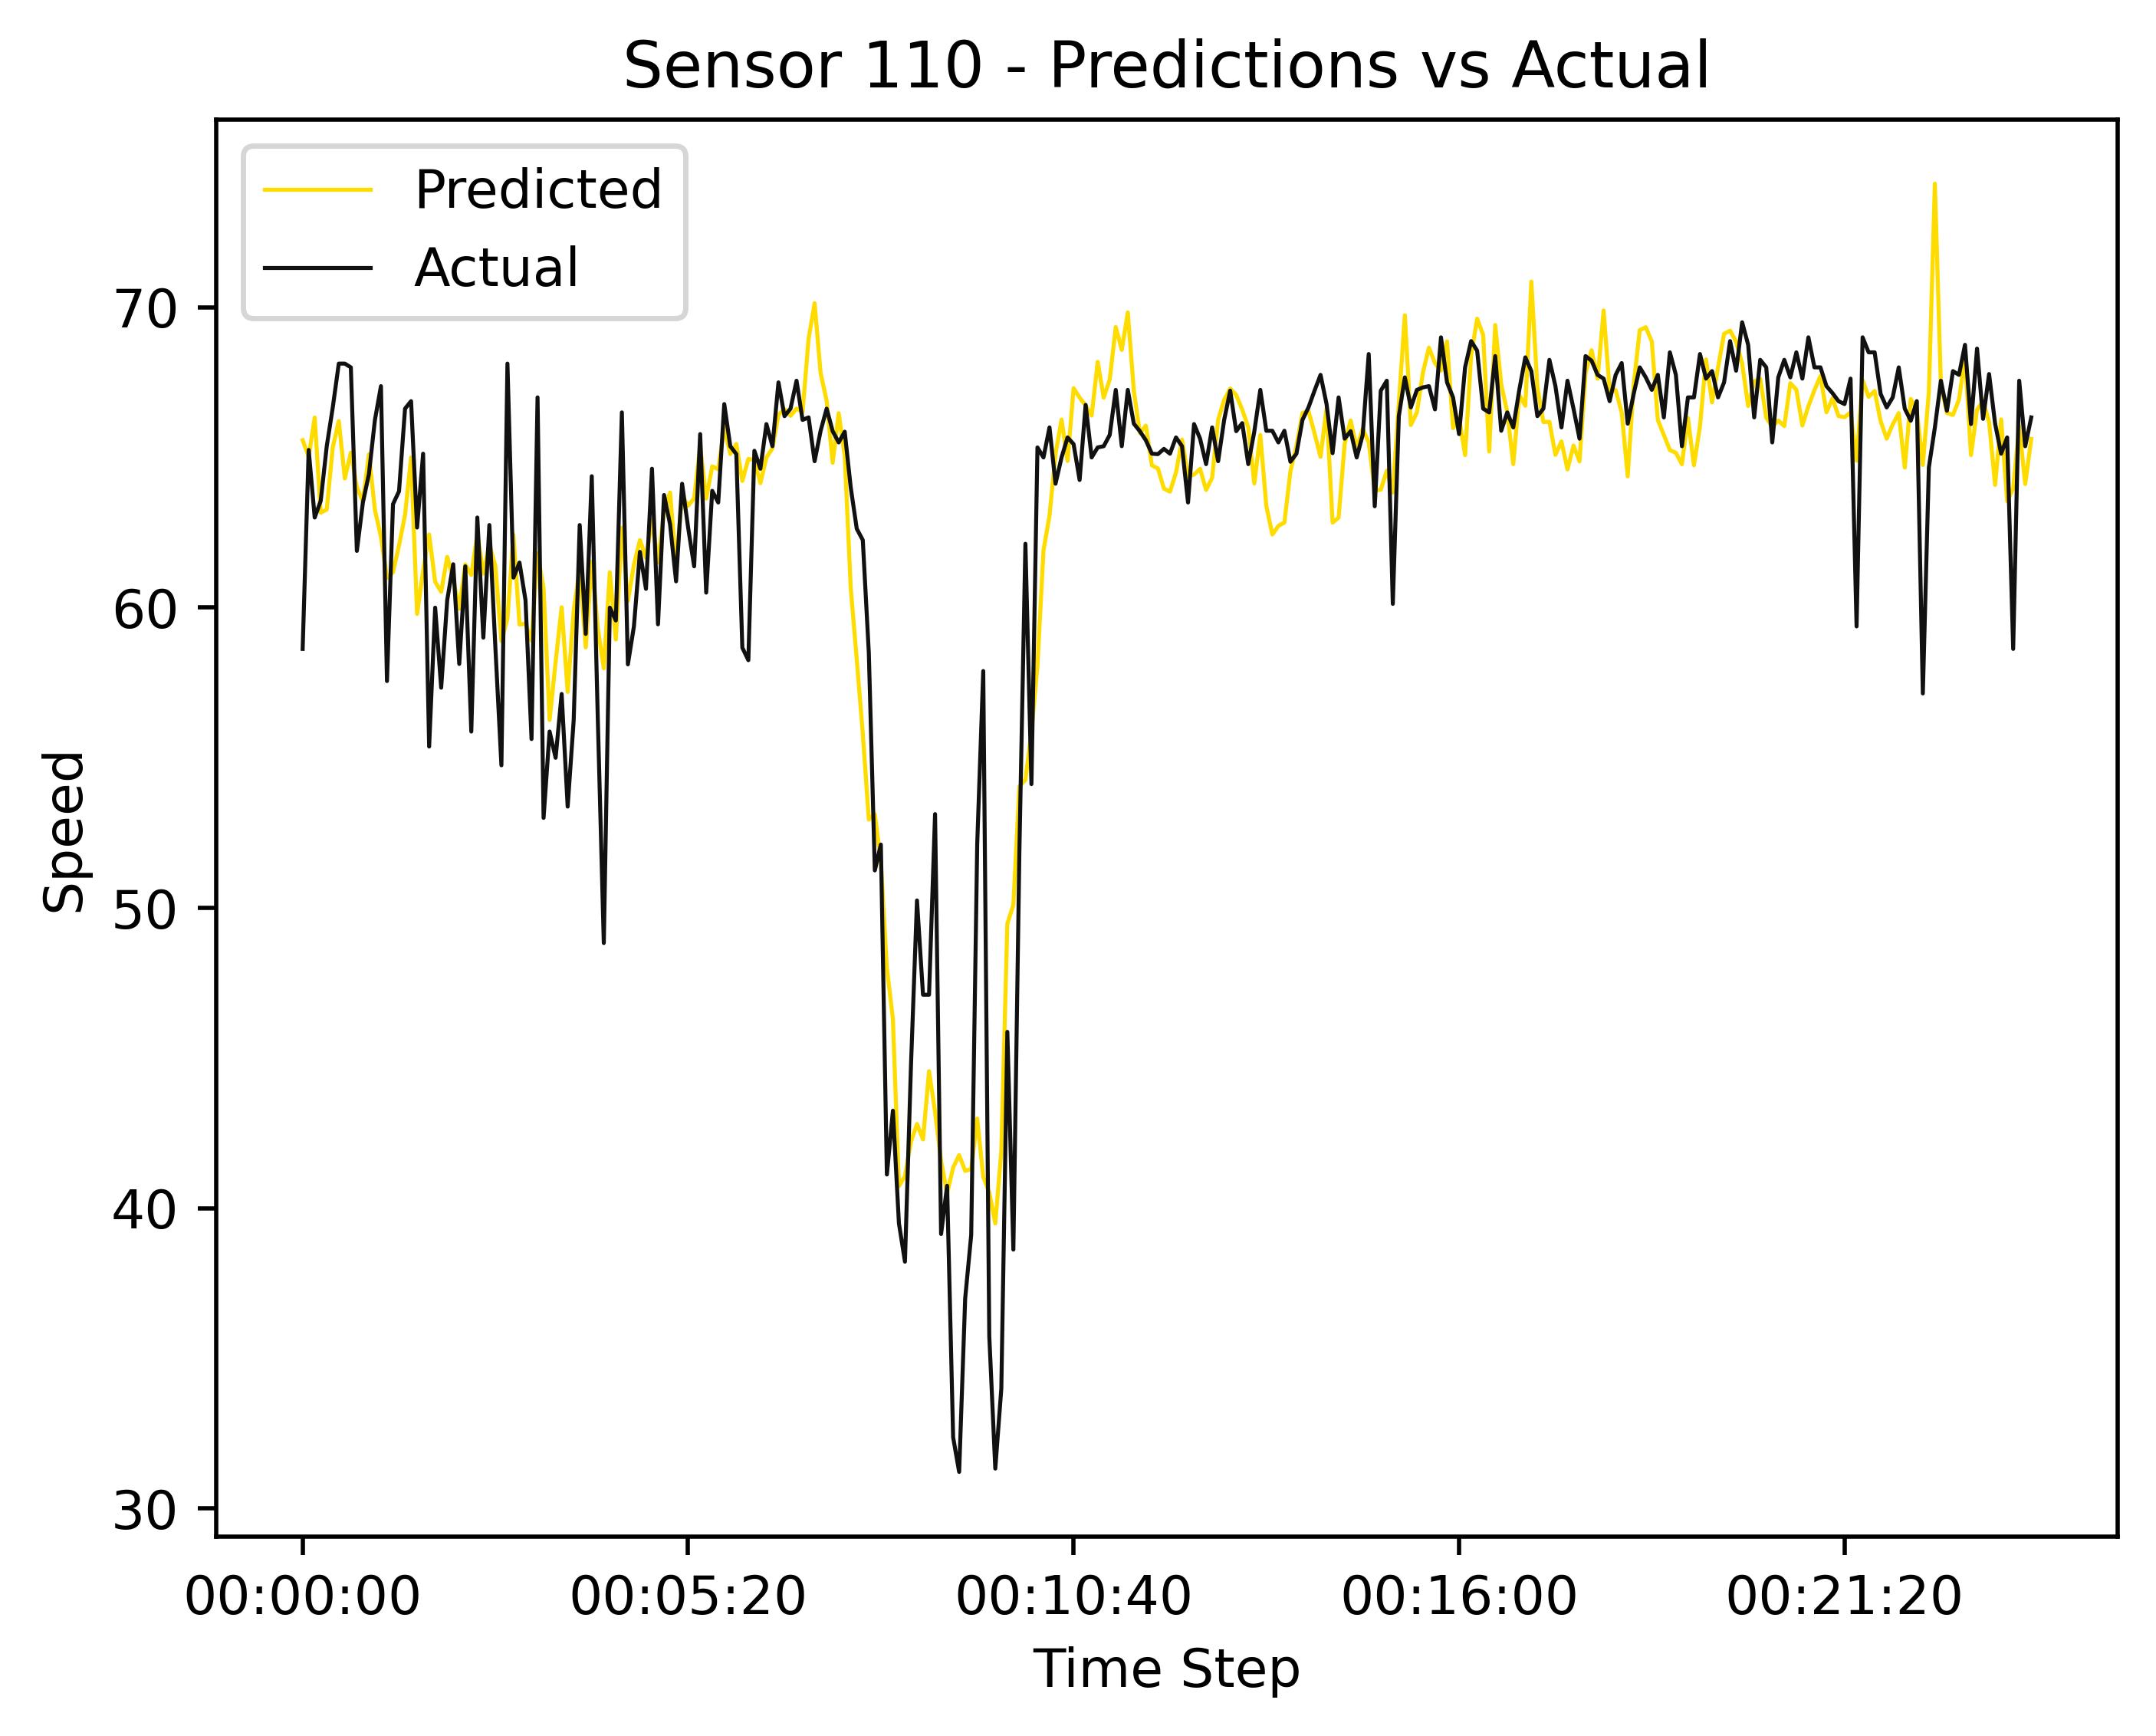 Sensor 110 - Predictions vs Actual
Predicted
Actual
70
60
50
40
30
Speed
00:00:00 00:05:20 00:10:40 00:16:00 00:21:20
Time Step